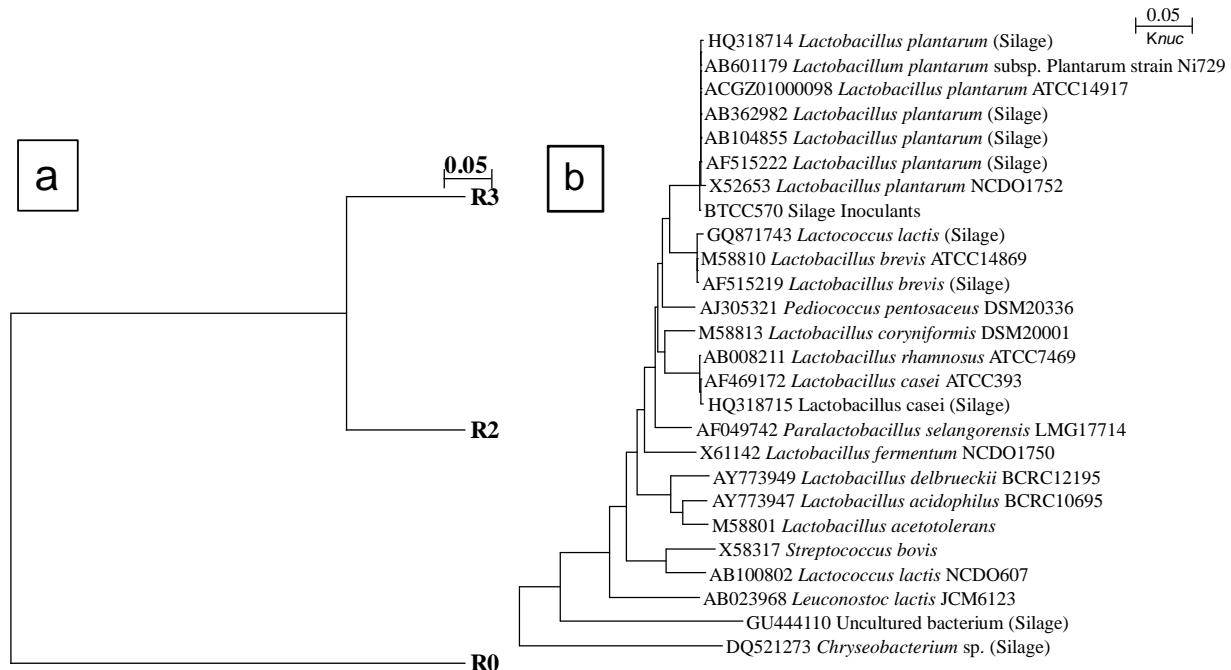 a
0.05
R3
R2
R0
b
0.05
Knuc
HQ318714 Lactobacillus plantarum (Silage)
AB601179 Lactobacillum plantarum subsp. Plantarum strain Ni729
ACGZ01000098 Lactobacillus plantarum ATCC14917
AB362982 Lactobacillus plantarum (Silage)
AB104855 Lactobacillus plantarum (Silage)
AF515222 Lactobacillus plantarum (Silage)
X52653 Lactobacillus plantarum NCDO1752
BTCC570 Silage Inoculants
GQ871743 Lactococcus lactis (Silage)
M58810 Lactobacillus brevis ATCC14869
AF515219 Lactobacillus brevis (Silage)
AJ305321 Pediococcus pentosaceus DSM20336
M58813 Lactobacillus coryniformis DSM20001
AB008211 Lactobacillus rhamnosus ATCC7469
AF469172 Lactobacillus casei ATCC393
HQ318715 Lactobacillus casei (Silage)
AF049742 Paralactobacillus selangorensis LMG17714
X61142 Lactobacillus fermentum NCDO1750
AY773949 Lactobacillus delbrueckii BCRC12195
AY773947 Lactobacillus acidophilus BCRC10695
M58801 Lactobacillus acetotolerans
X58317 Streptococcus bovis
AB100802 Lactococcus lactis NCDO607
AB023968 Leuconostoc lactis JCM6123
GU444110 Uncultured bacterium (Silage)
DQ521273 Chryseobacterium sp. (Silage)